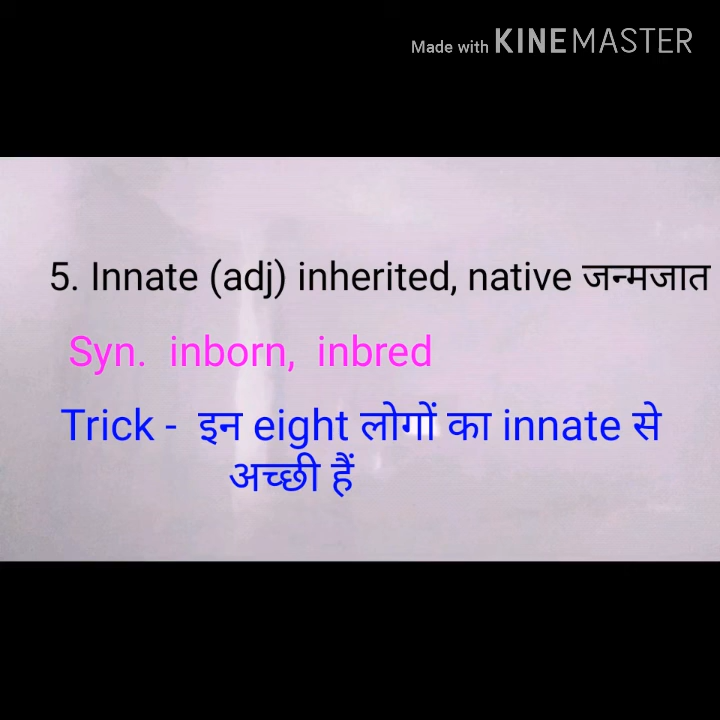 Made with KINEMASTER
5. Innate (adj) inherited, native जन्मजात
Syn. inborn, inbred
Trick - इन eight लोगों का innate से
अच्छी हैं